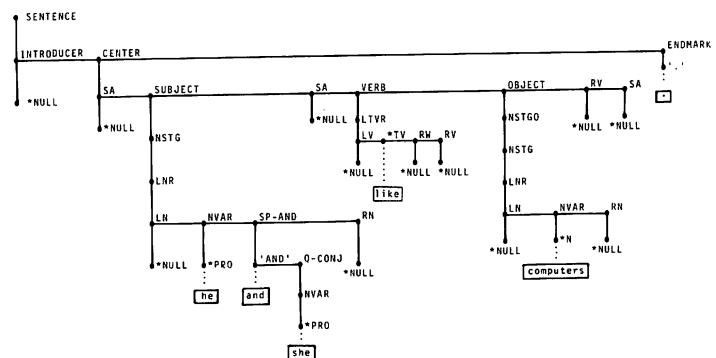 SENTENCE
INTRODUCER CENTER ENDMARK
'.'
SA SUBJECT SA VERB OBJECT RV SA
*NULL
.
*NULL *NULL LTVR NSTGO *NULL *NULL
NSTG LV *TV RW RV NSTG
*NULL *NULL *NULL
LNR like LNR
LN NVAR SP-AND RN LN NVAR RN
*NULL *PRO 'AND' Q-CONJ *NULL *NULL *N *NULL
he and NVAR computers
*PRO
she